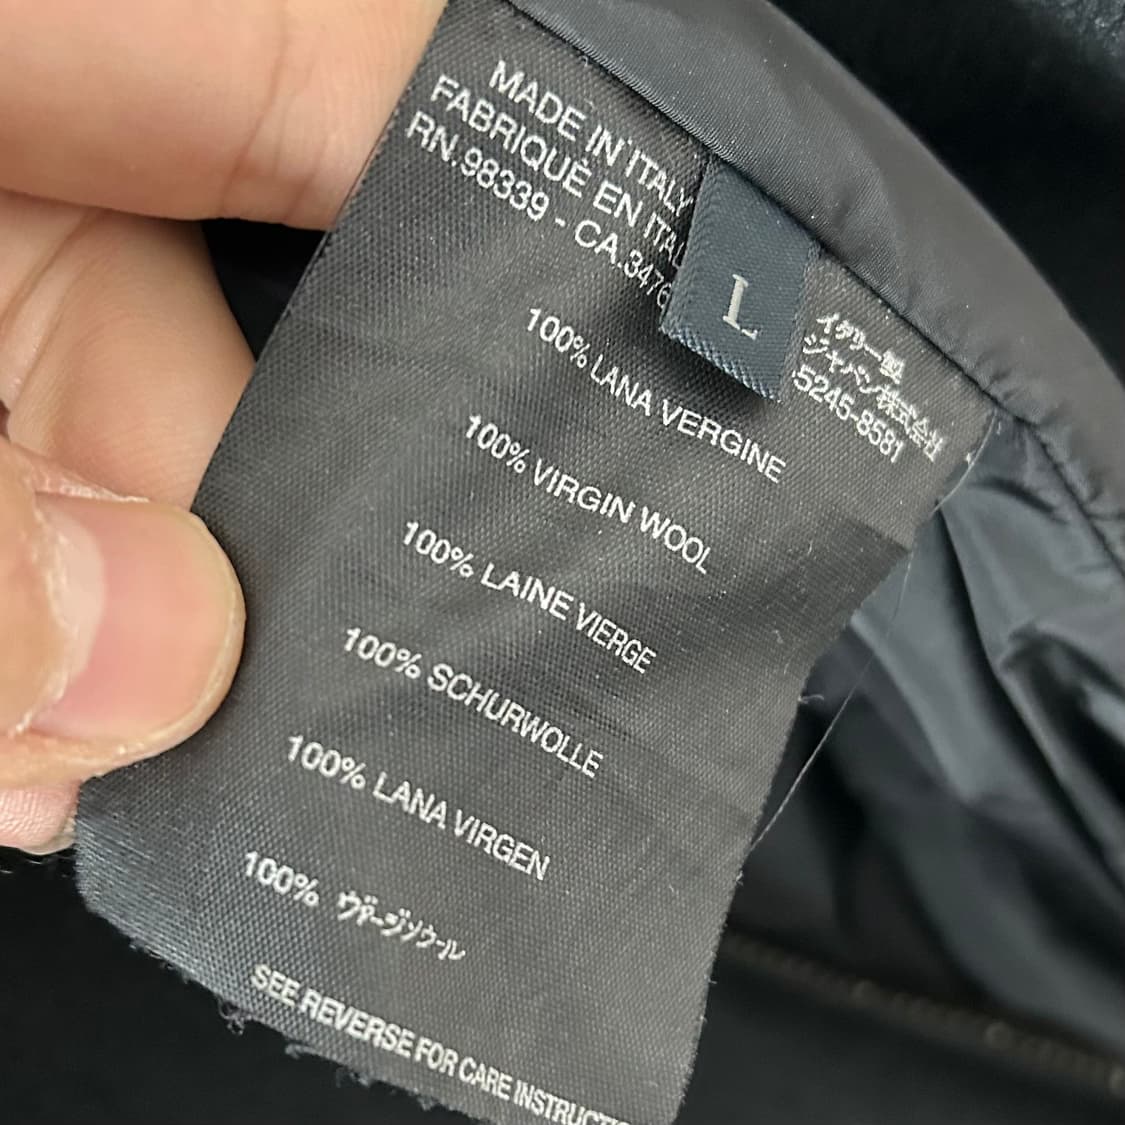 MADE IN ITALY
FABRIQUÉ EN ITAL
RN.98339 - CA.3476
L
イタリー製
ジャパン株式会社
.5245-8581
100% LANA VERGINE
100% VIRGIN WOOL
100% LAINE VIERGE
100% SCHURWOLLE
100% LANA VIRGEN
100% ヴァージンウール
SEE REVERSE FOR CARE INSTRUCTI